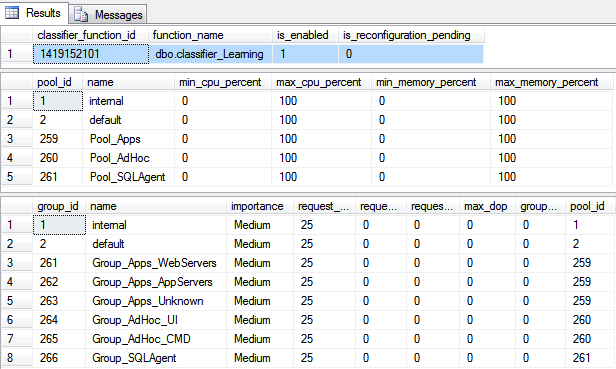 Results Messages
classifier_function_id function_name is_enabled is_reconfiguration_pending
1 1419152101 dbo.classifier_Learning 1 0
pool_id name min_cpu_percent max_cpu_percent min_memory_percent max_memory_percent
1 1 internal 0 100 0 100
2 2 default 0 100 0 100
3 259 Pool_Apps 0 100 0 100
4 260 Pool_AdHoc 0 100 0 100
5 261 Pool_SQLAgent 0 100 0 100
group_id name importance request_... reque... reques... max_dop group... pool_id
1 1 internal Medium 25 0 0 0 0 1
2 2 default Medium 25 0 0 0 0 2
3 261 Group_Apps_WebServers Medium 25 0 0 0 0 259
4 262 Group_Apps_AppServers Medium 25 0 0 0 0 259
5 263 Group_Apps_Unknown Medium 25 0 0 0 0 259
6 264 Group_AdHoc_UI Medium 25 0 0 0 0 260
7 265 Group_AdHoc_CMD Medium 25 0 0 0 0 260
8 266 Group_SQLAgent Medium 25 0 0 0 0 261